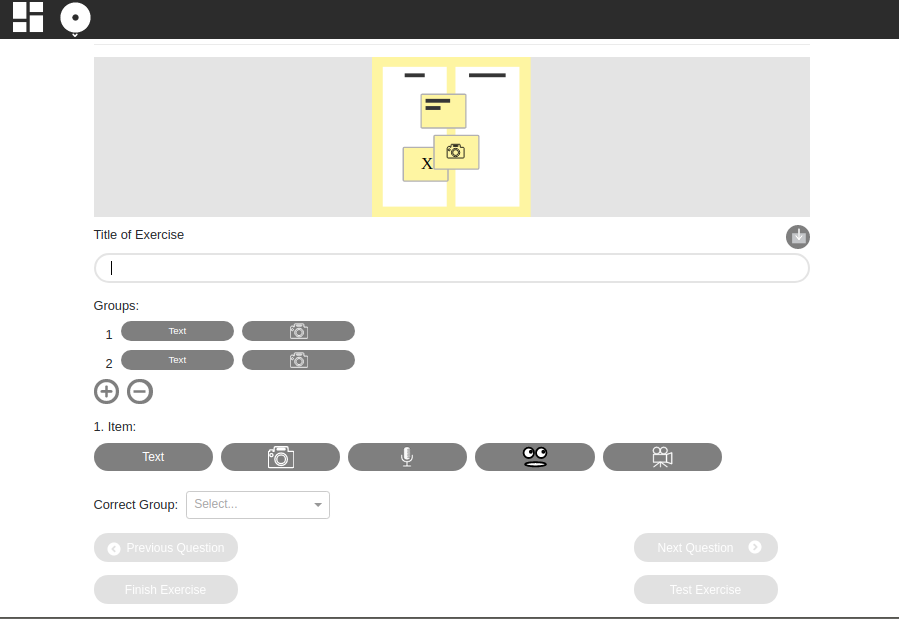 X
Title of Exercise
Groups:
1 Text
2 Text
1. Item:
Text
Correct Group: Select...
Previous Question Next Question
Finish Exercise Test Exercise